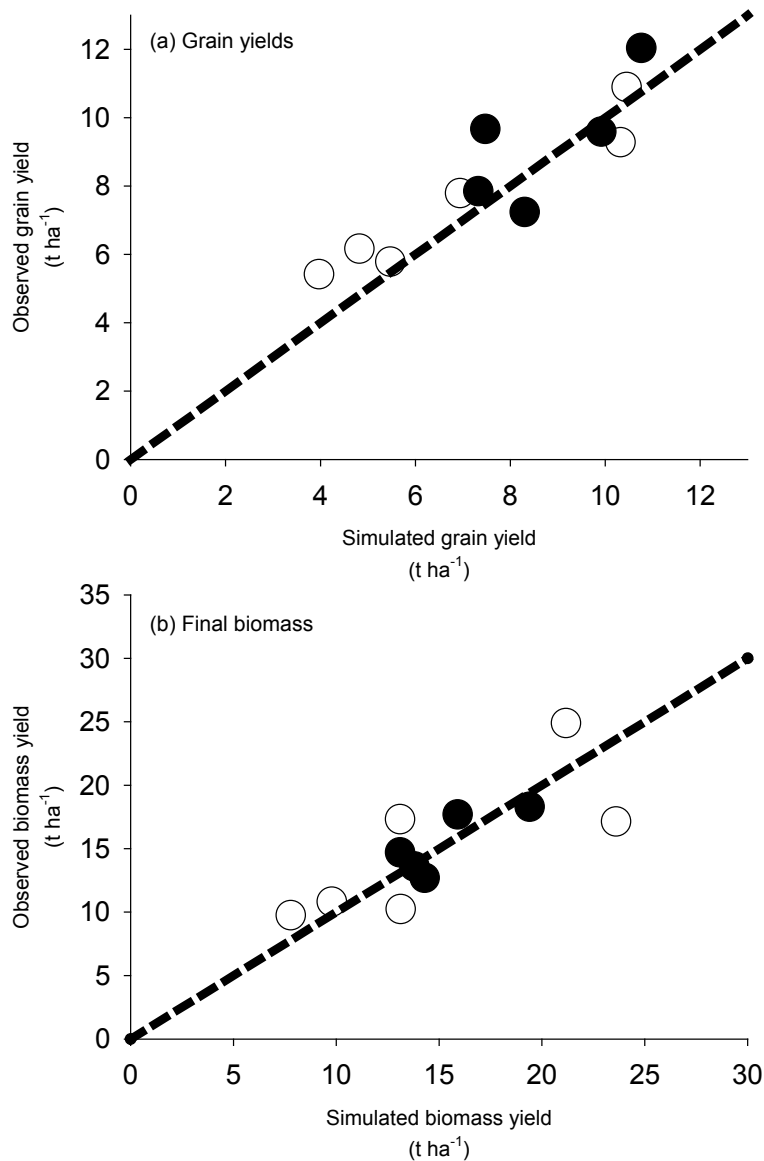 (a) Grain yields
12
10
8
6
4
2
0
Observed grain yield
(t ha⁻¹)
0 2 4 6 8 10 12
Simulated grain yield
(t ha⁻¹)
(b) Final biomass
35
30
25
20
15
10
5
0
Observed biomass yield
(t ha⁻¹)
0 5 10 15 20 25 30
Simulated biomass yield
(t ha⁻¹)